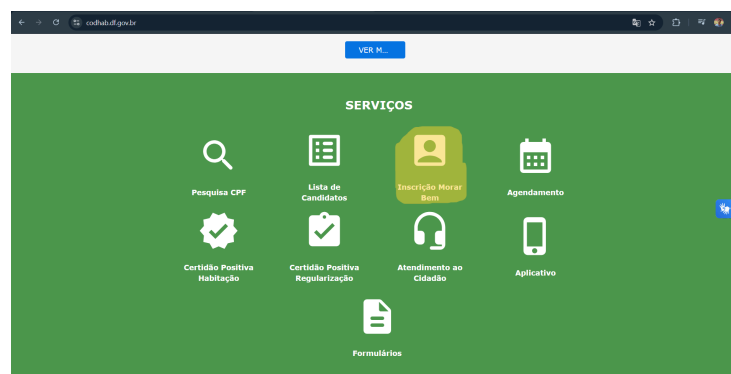 codhab.df.gov.br
VER M...
SERVIÇOS
Pesquisa CPF
Lista de
Candidatos
Inscrição Morar
Bem
Agendamento
Certidão Positiva
Habitação
Certidão Positiva
Regularização
Atendimento ao
Cidadão
Aplicativo
Formulários